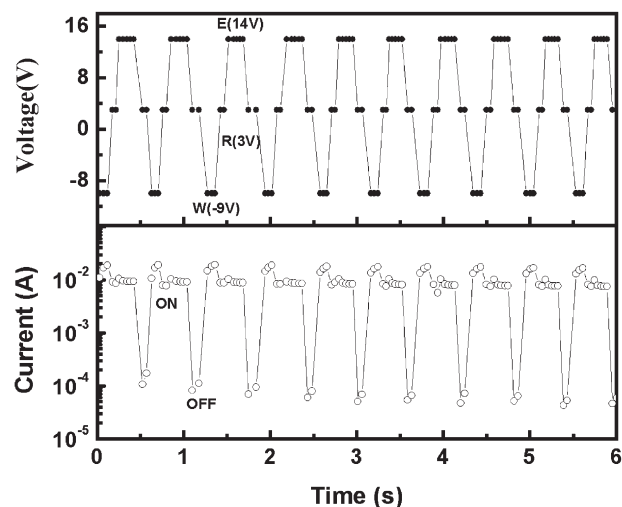 Voltage(V)
16
8
0
-8
E(14V)
R(3V)
W(-9V)
Current (A)
10⁻²
10⁻³
10⁻⁴
10⁻⁵
ON
OFF
0 1 2 3 4 5 6
Time (s)